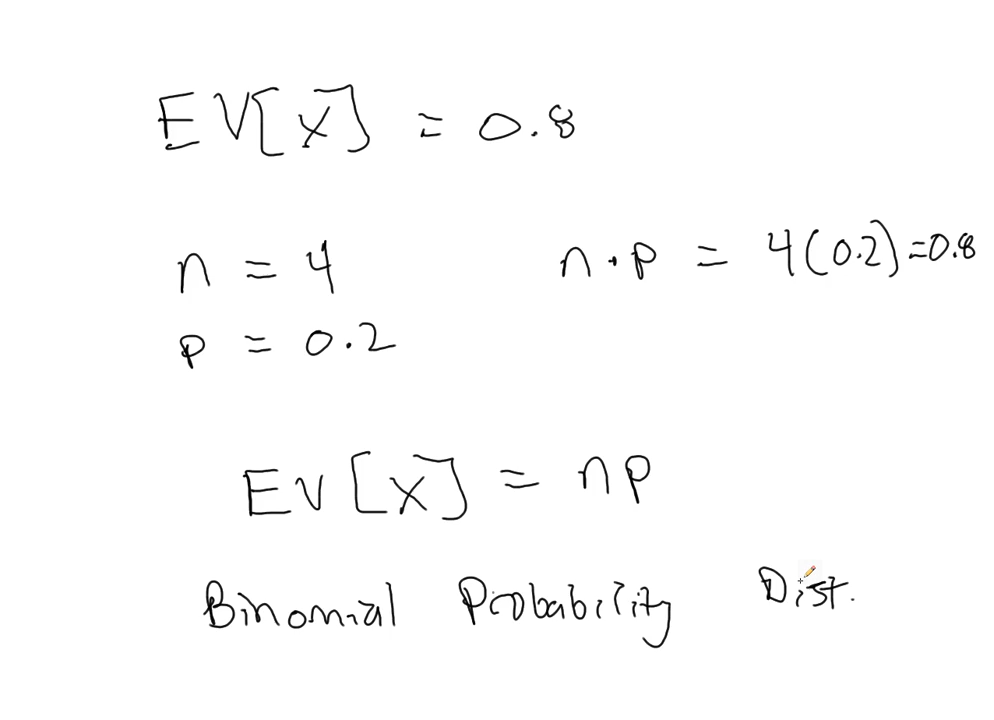 EV[X] = 0.8
n = 4
n · p = 4(0.2)=0.8
p = 0.2
EV[X] = np
Binomial Probability Dist.